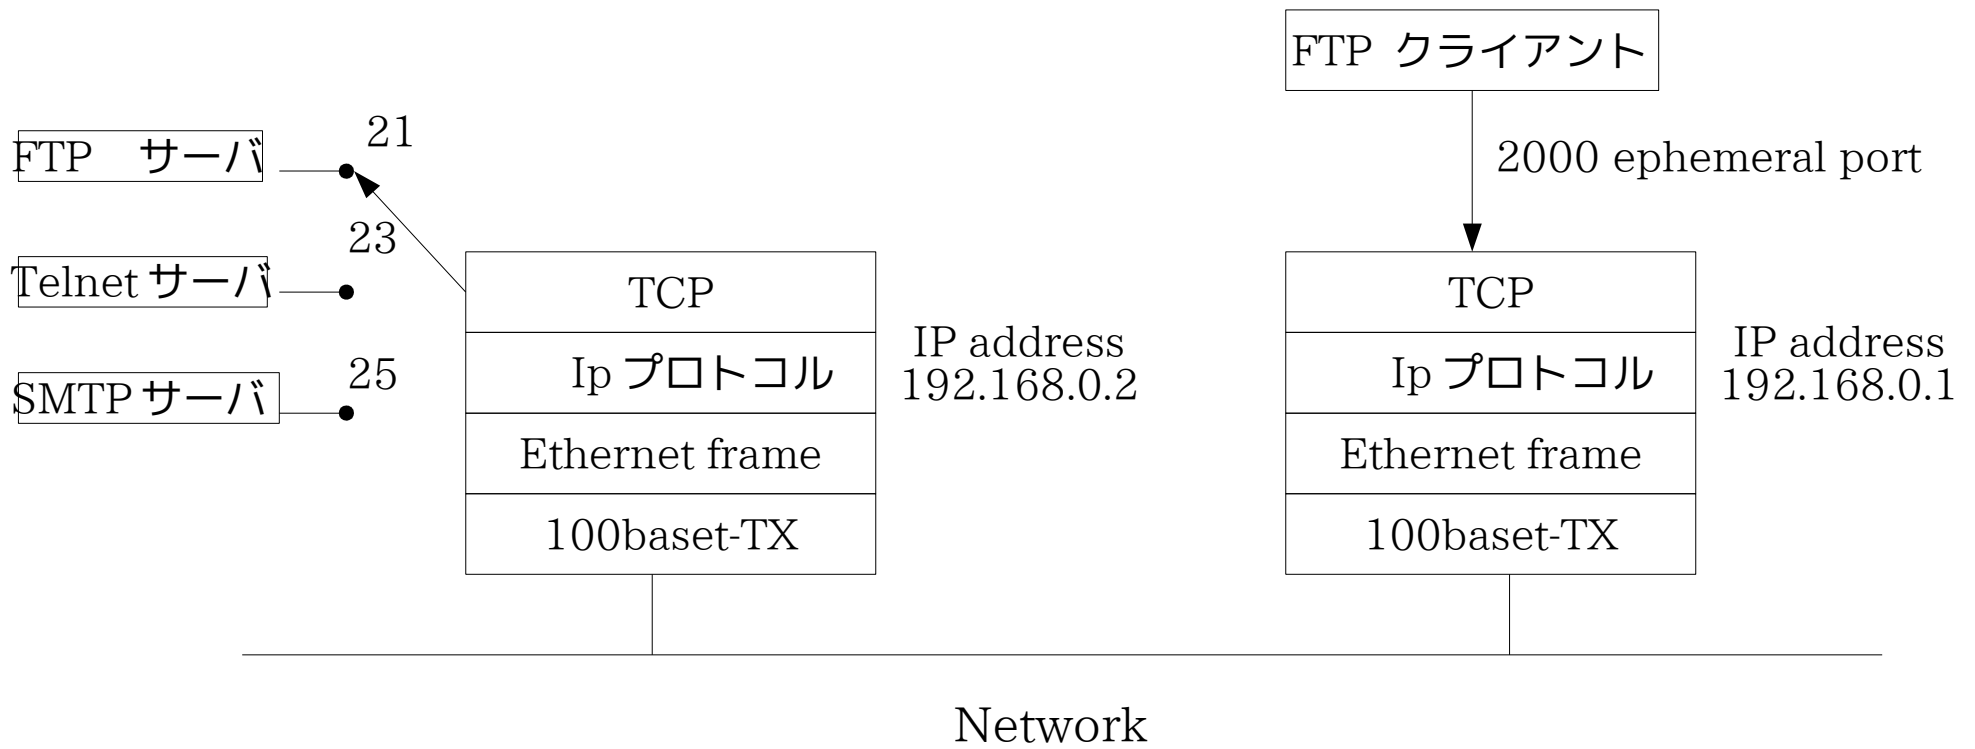 FTP クライアント
21
FTP　サーバ
2000 ephemeral port
23
Telnet サーバ
TCP
TCP
IP address
192.168.0.2
IP address
192.168.0.1
Ip プロトコル
Ip プロトコル
25
SMTP サーバ
Ethernet frame
Ethernet frame
100baset-TX
100baset-TX
Network